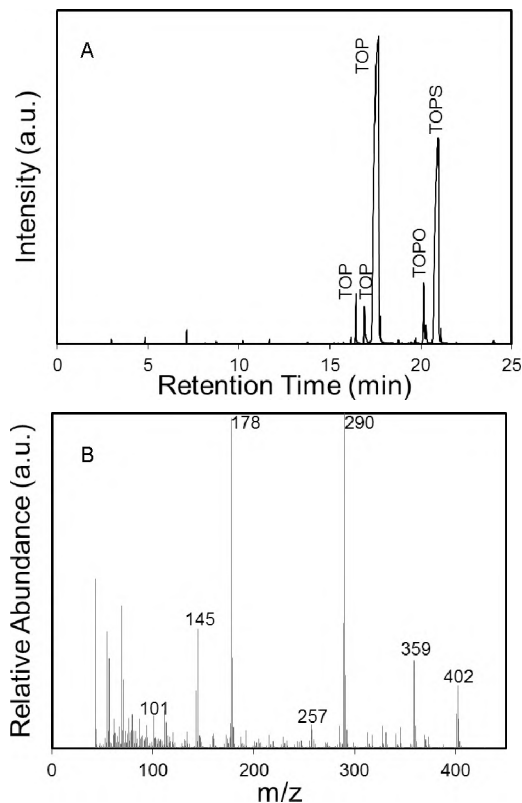 A
TOP
TOPS
TOP
TOP
TOPO
Intensity (a.u.)
0
5
10
15
20
25
Retention Time (min)
B
178
290
145
101
257
359
402
Relative Abundance (a.u.)
0
100
200
300
400
m/z